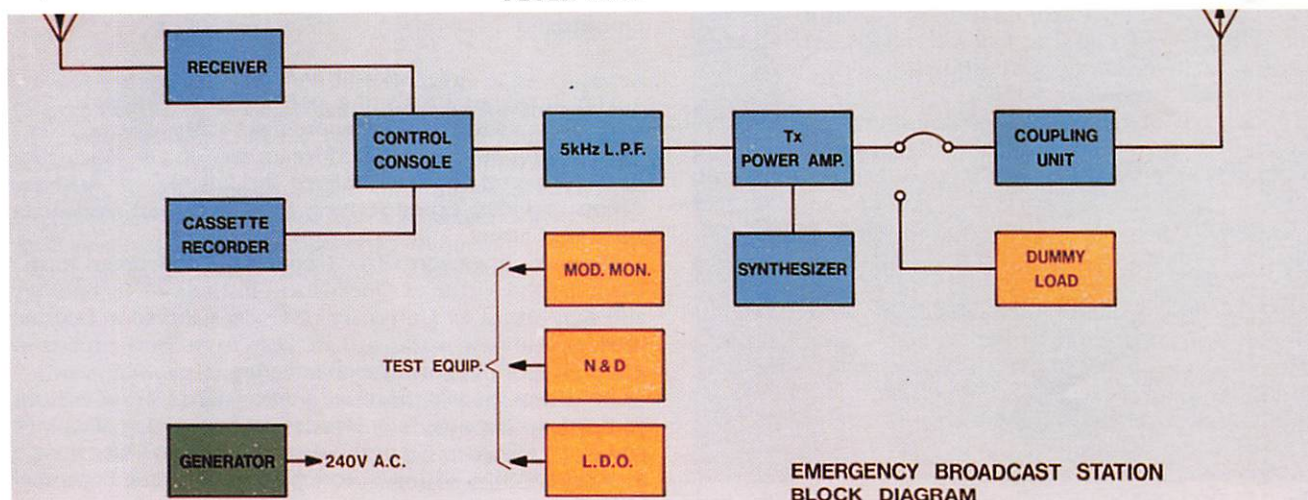 RECEIVER
CONTROL
CONSOLE
5kHz L.P.F.
Tx
POWER AMP.
COUPLING
UNIT
CASSETTE
RECORDER
MOD. MON.
SYNTHESIZER
DUMMY
LOAD
TEST EQUIP.
N & D
GENERATOR
240V A.C.
L.D.O.
EMERGENCY BROADCAST STATION
BLOCK DIAGRAM